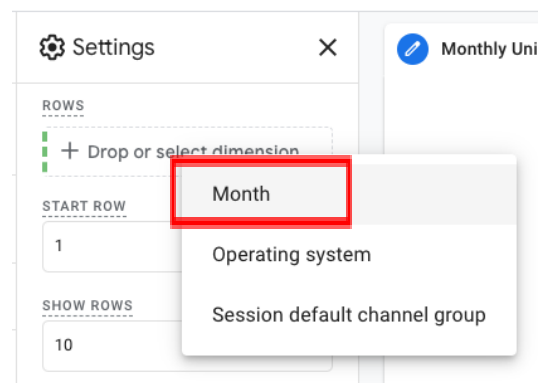 Settings
Monthly Uni
ROWS
+ Drop or select dimension
Month
START ROW
1
Operating system
SHOW ROWS
Session default channel group
10